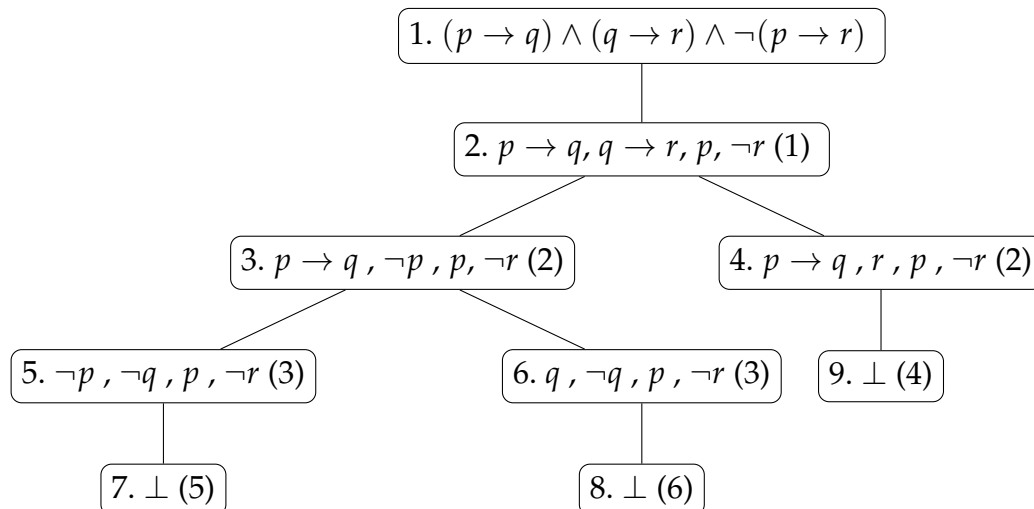 1. (p → q) ∧ (q → r) ∧ ¬(p → r)
2. p → q, q → r, p, ¬r (1)
3. p → q , ¬p , p, ¬r (2)
4. p → q , r , p , ¬r (2)
5. ¬p , ¬q , p , ¬r (3)
6. q , ¬q , p , ¬r (3)
9. ⊥ (4)
7. ⊥ (5)
8. ⊥ (6)